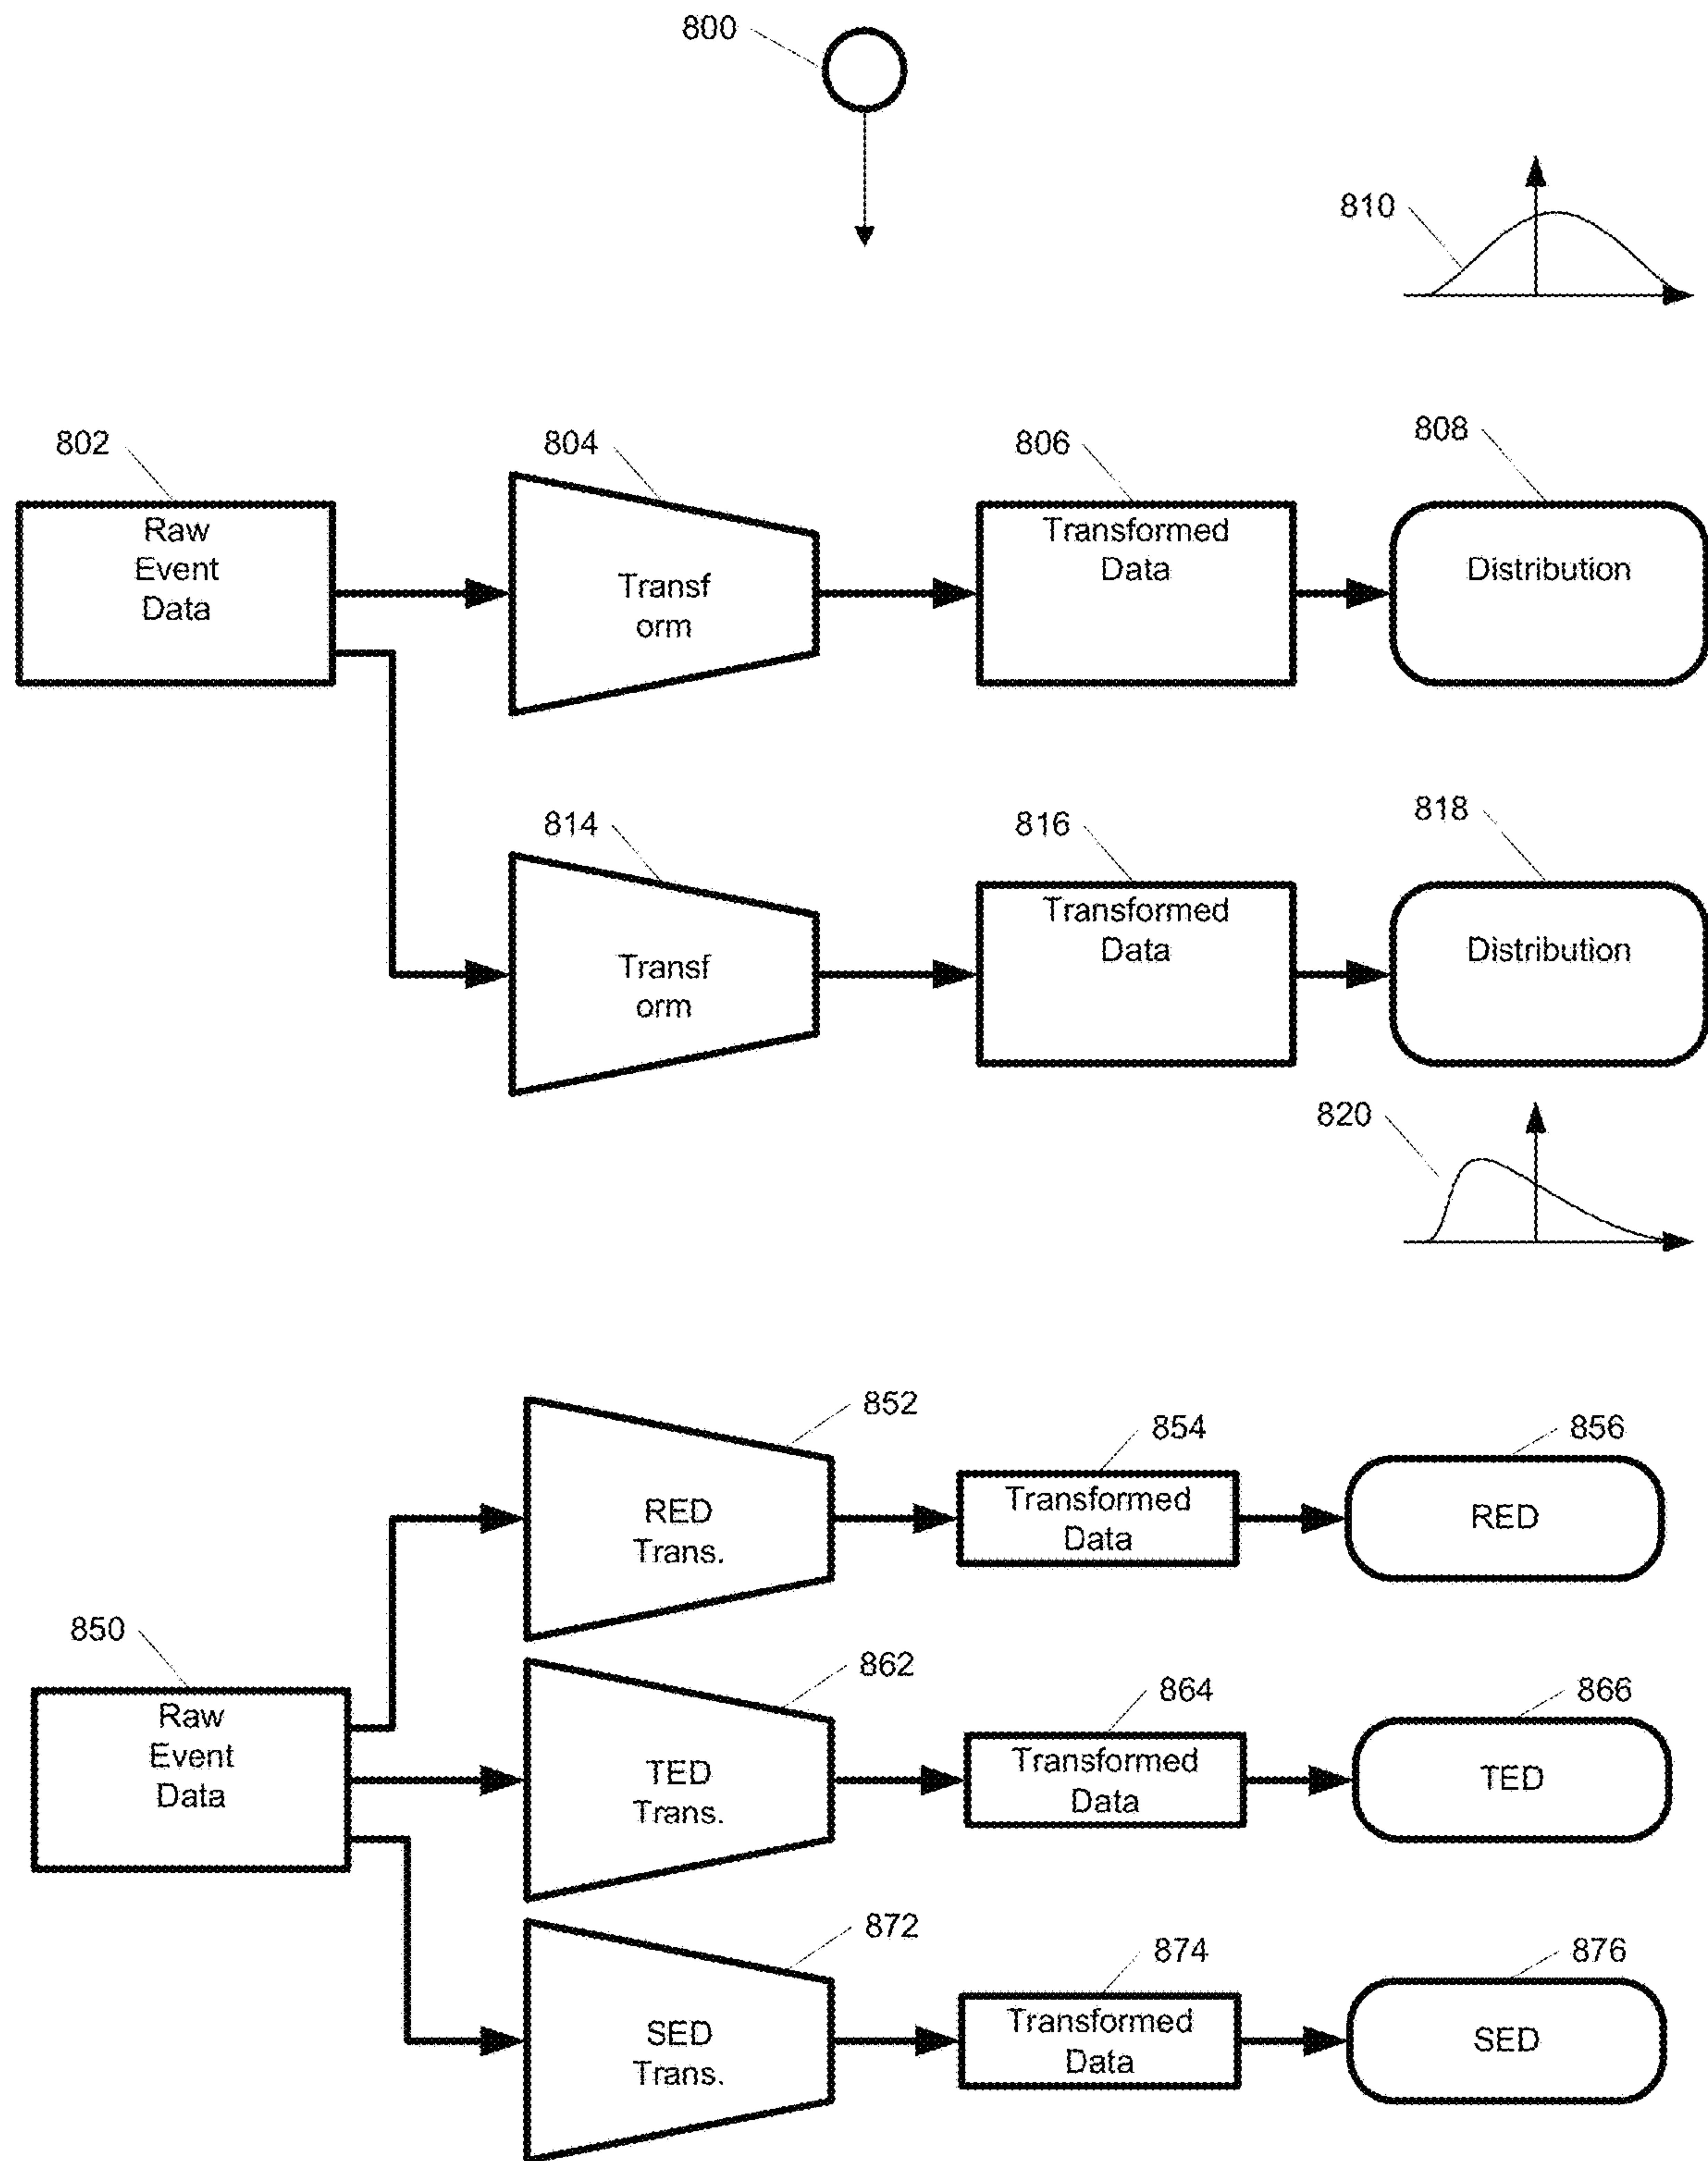 800
810
802
804
806
808
Raw
Event
Data
Transf
orm
Transformed
Data
Distribution
814
816
818
Transf
orm
Transformed
Data
Distribution
820
852
854
856
RED
Trans.
Transformed
Data
RED
850
Raw
Event
Data
862
864
866
TED
Trans.
Transformed
Data
TED
872
874
876
SED
Trans.
Transformed
Data
SED